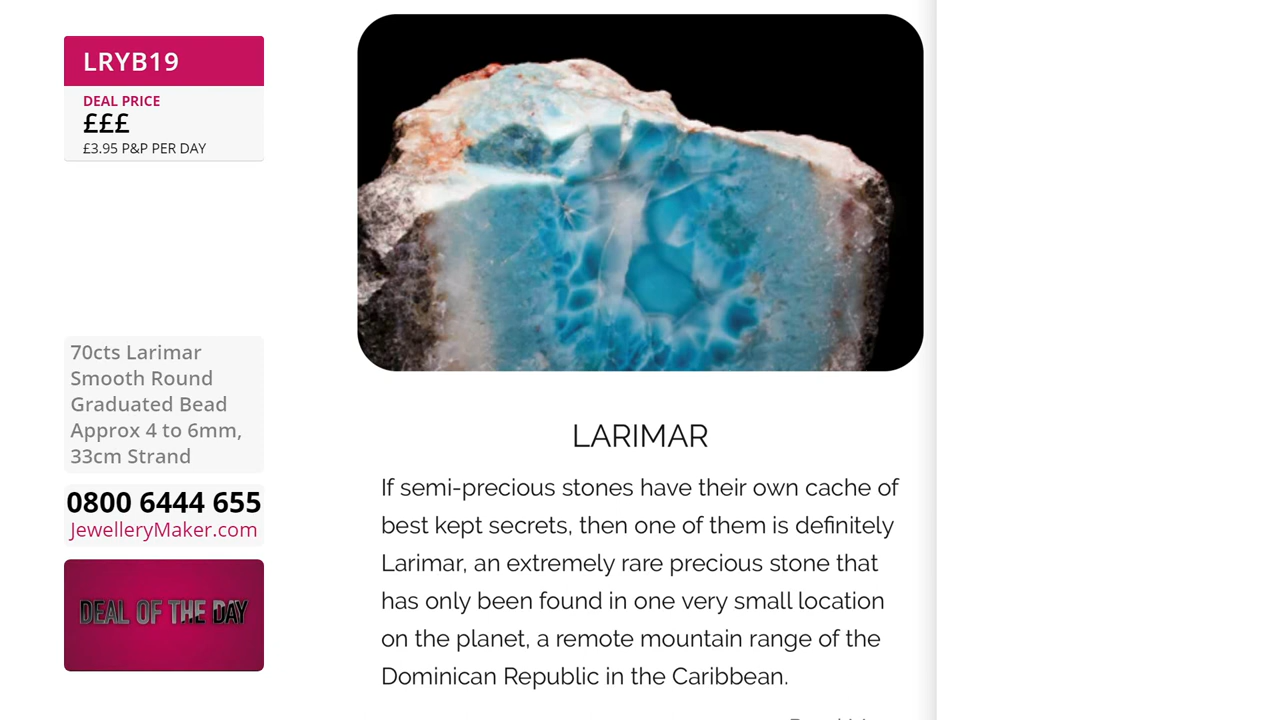 LRYB19
DEAL PRICE
£££
£3.95 P&P PER DAY
70cts Larimar
Smooth Round
Graduated Bead
Approx 4 to 6mm,
33cm Strand
0800 6444 655
JewelleryMaker.com
DEAL OF THE DAY
LARIMAR
If semi-precious stones have their own cache of
best kept secrets, then one of them is definitely
Larimar, an extremely rare precious stone that
has only been found in one very small location
on the planet, a remote mountain range of the
Dominican Republic in the Caribbean.